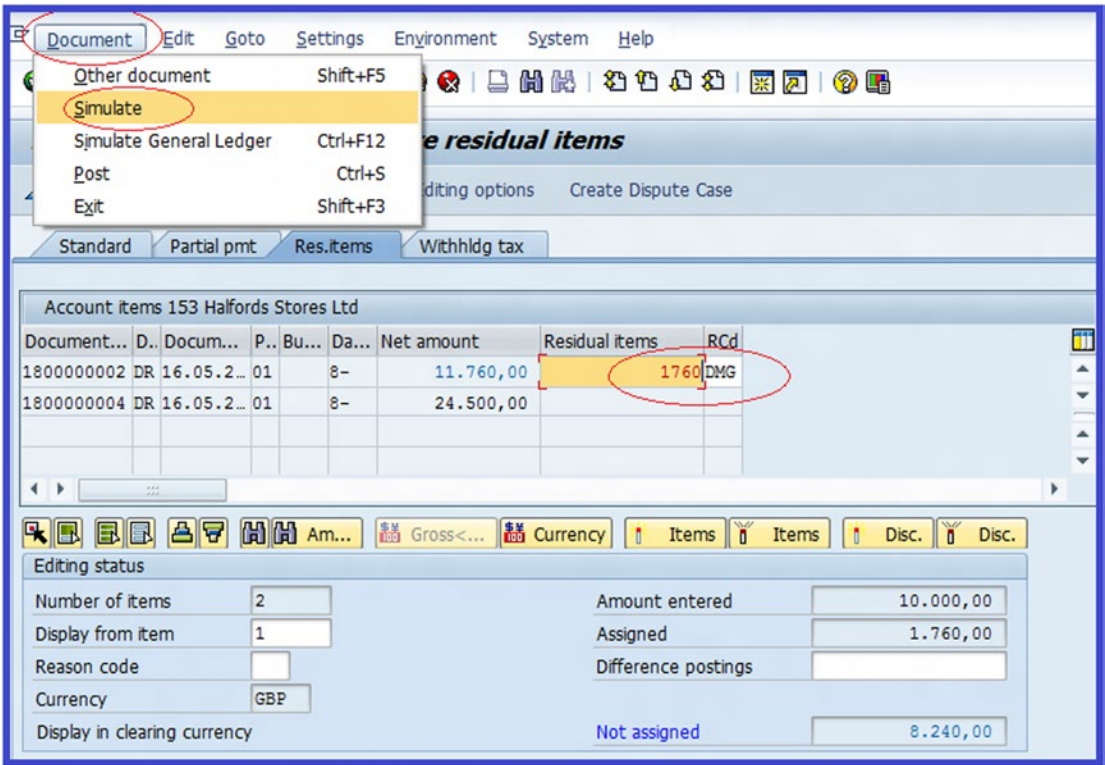 Document Edit Goto Settings Environment System Help
Other document Shift+F5
Simulate
Simulate General Ledger Ctrl+F12
Post Ctrl+S
Exit Shift+F3
e residual items
diting options Create Dispute Case
Standard Partial pmt Res.items Withhldg tax
Account items 153 Halfords Stores Ltd
Document... D.. Docum... P.. Bu... Da... Net amount Residual items RCd
1800000002 DR 16.05.2… 01 8- 11.760,00 1760 DMG
1800000004 DR 16.05.2… 01 8- 24.500,00
Am... Gross<... Currency Items Items Disc. Disc.
Editing status
Number of items 2 Amount entered 10.000,00
Display from item 1 Assigned 1.760,00
Reason code Difference postings
Currency GBP
Display in clearing currency Not assigned 8.240,00